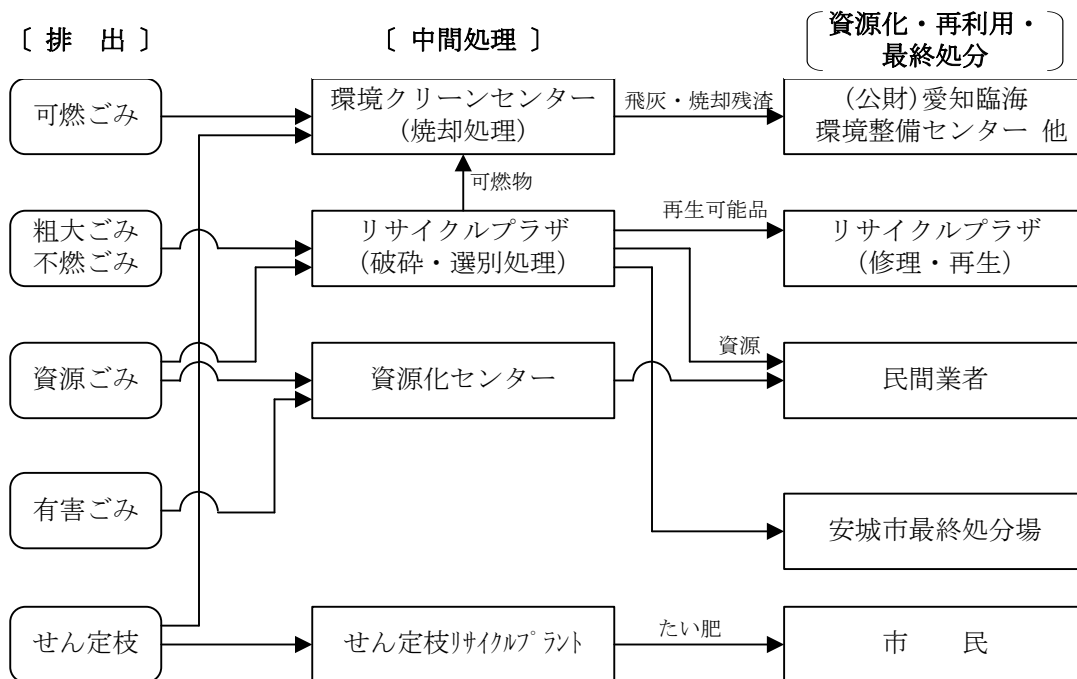 〔 排 出 〕
〔 中間処理 〕
資源化・再利用・
最終処分
可燃ごみ
環境クリーンセンター
(焼却処理)
飛灰・焼却残渣
(公財)愛知臨海
環境整備センター 他
可燃物
粗大ごみ
不燃ごみ
リサイクルプラザ
(破砕・選別処理)
再生可能品
リサイクルプラザ
(修理・再生)
資源ごみ
資源化センター
資源
民間業者
有害ごみ
安城市最終処分場
せん定枝
せん定枝ﾘｻｲｸﾙﾌﾟﾗﾝﾄ
たい肥
市 民